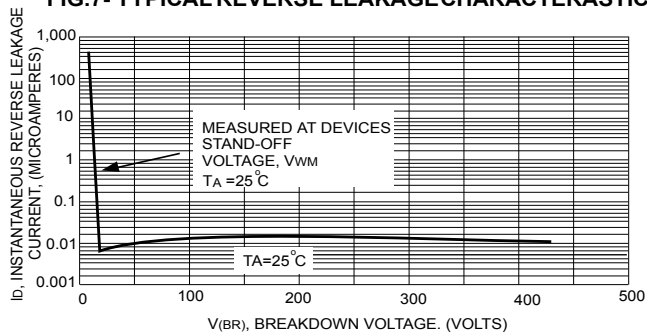 FIG.7- TYPICAL REVERSE LEAKAGE CHARACTERASTIC
ID, INSTANTANEOUS REVERSE LEAKAGE
CURRENT, (MICROAMPERES)
1,000
100
10
1
0.1
0.01
0.001
MEASURED AT DEVICES
STAND-OFF
VOLTAGE, VWM
TA =25°C
TA=25°C
0 100 200 300 400 500
V(BR), BREAKDOWN VOLTAGE. (VOLTS)